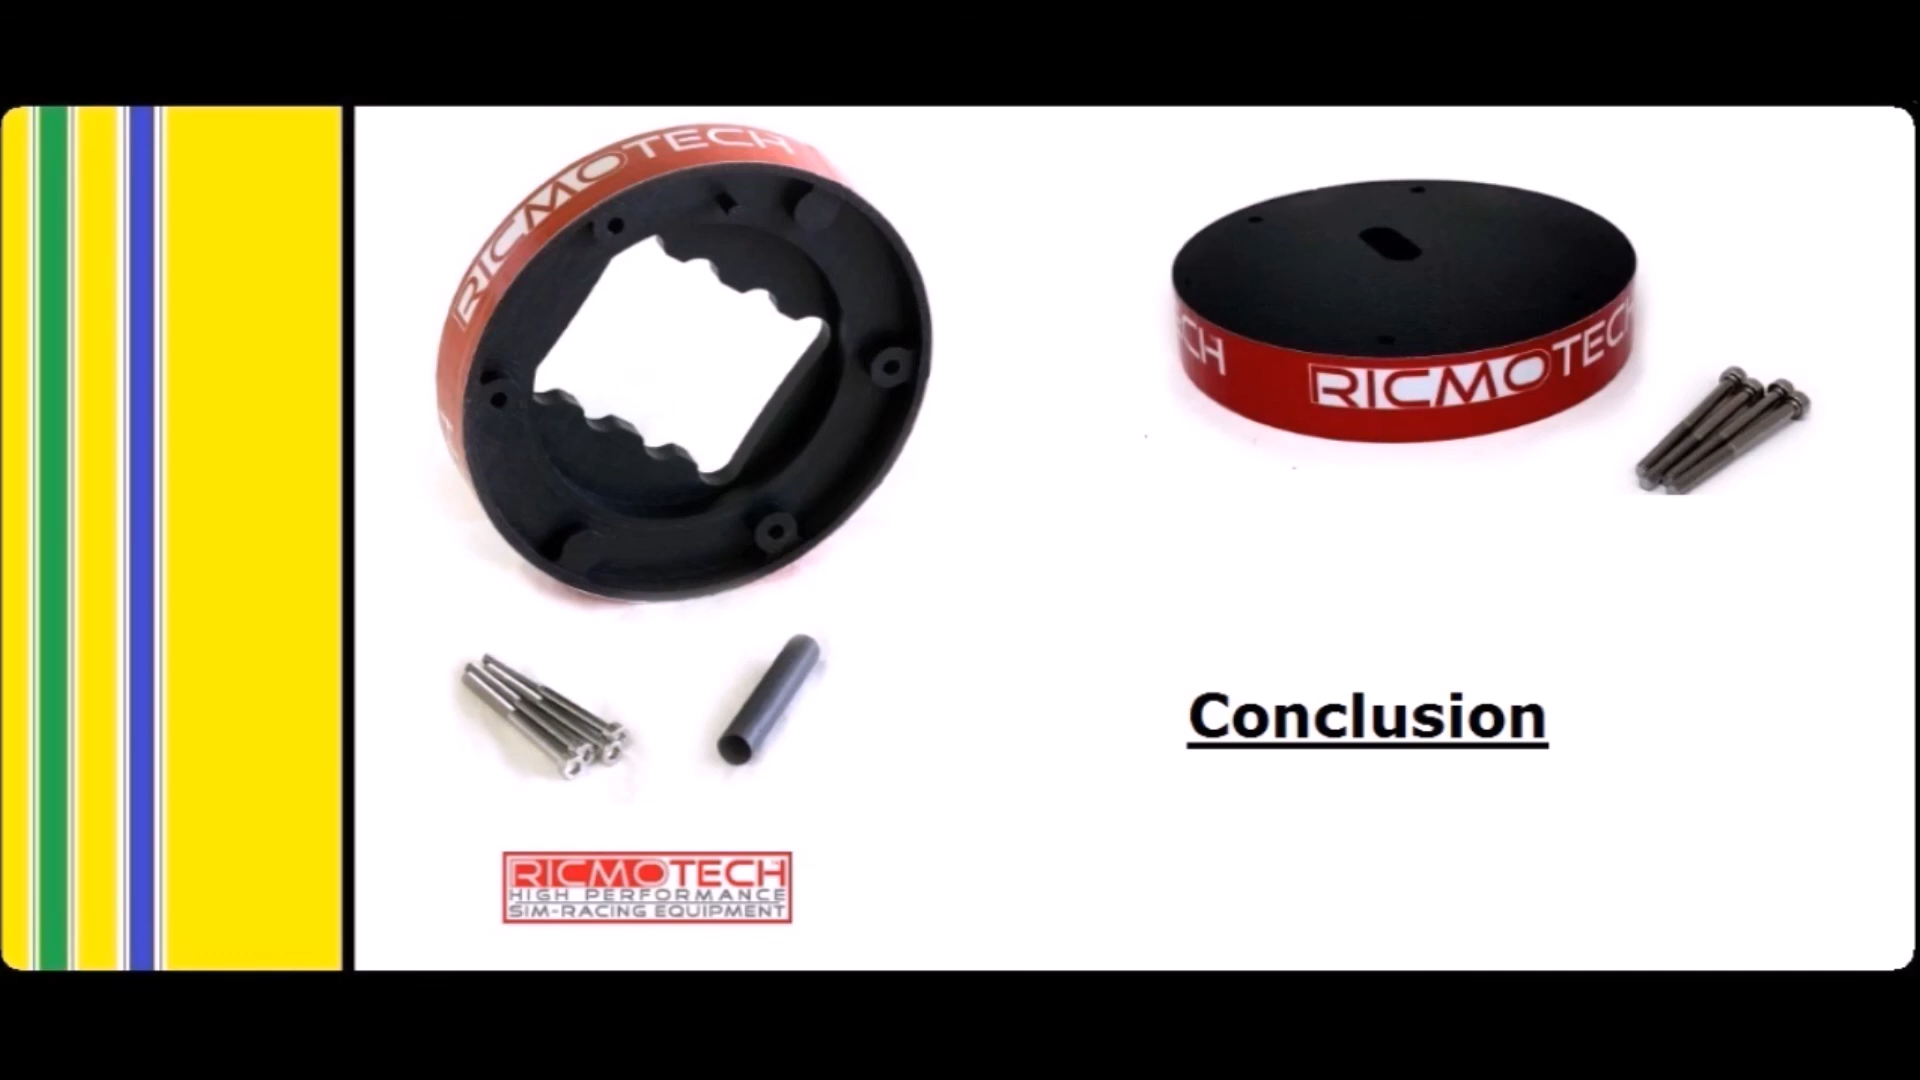 RICMOTECH
CH
RICMOTECH
Conclusion
RICMOTECH
HIGH PERFORMANCE
SIM-RACING EQUIPMENT